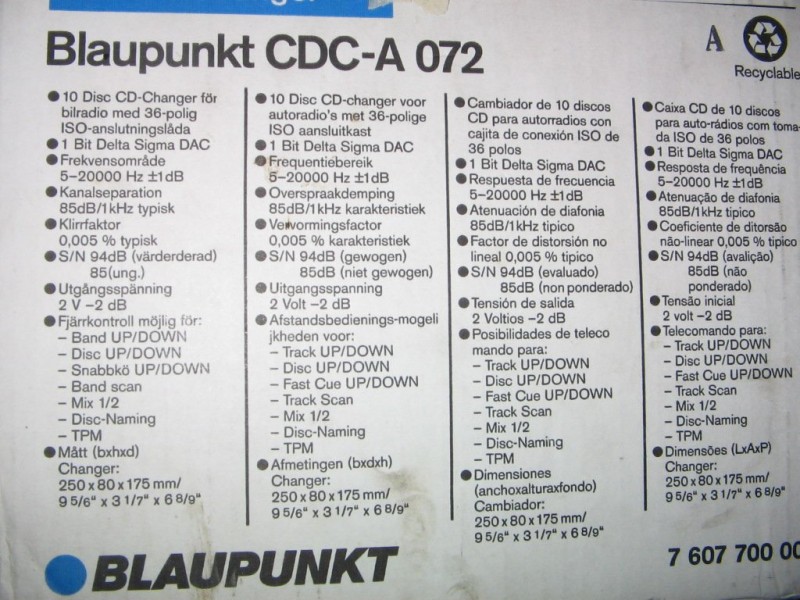 Blaupunkt CDC-A 072
A
Recyclable
● 10 Disc CD-Changer för
bilradio med 36-polig
ISO-anslutningslåda
● 1 Bit Delta Sigma DAC
● Frekvensområde
5–20000 Hz ±1dB
● Kanalseparation
85dB/1kHz typisk
● Klirrfaktor
0,005 % typisk
● S/N 94dB (värderderad)
85(ung.)
● Utgångsspänning
2 V –2 dB
● Fjärrkontroll möjlig för:
– Band UP/DOWN
– Disc UP/DOWN
– Snabbkö UP/DOWN
– Band scan
– Mix 1/2
– Disc-Naming
– TPM
● Mått (bxhxd)
Changer:
250 x 80 x 175 mm/
9 5/6" x 3 1/7" x 6 8/9"
● 10 Disc CD-changer voor
autoradio's met 36-polige
ISO aansluitkast
● 1 Bit Delta Sigma DAC
● Frequentiebereik
5–20000 Hz ±1dB
● Overspraakdemping
85dB/1kHz karakteristiek
● Vervormingsfactor
0,005 % karakteristiek
● S/N 94dB (gewogen)
85dB (niet gewogen)
● Uitgangsspanning
2 Volt –2 dB
● Afstandsbedienings-mogeli
jkheden voor:
– Track UP/DOWN
– Disc UP/DOWN
– Fast Cue UP/DOWN
– Track Scan
– Mix 1/2
– Disc-Naming
– TPM
● Afmetingen (bxdxh)
Changer:
250 x 80 x 175 mm/
9 5/6" x 3 1/7" x 6 8/9"
● Cambiador de 10 discos
CD para autorradios con
cajita de conexión ISO de
36 polos
● 1 Bit Delta Sigma DAC
● Respuesta de frecuencia
5–20000 Hz ±1dB
● Atenuación de diafonia
85dB/1kHz tipico
● Factor de distorsión no
lineal 0,005 % tipico
● S/N 94dB (evaluado)
85dB (non ponderado)
● Tensión de salida
2 Voltios –2 dB
● Posibilidades de teleco
mando para:
– Track UP/DOWN
– Disc UP/DOWN
– Fast Cue UP/DOWN
– Track Scan
– Mix 1/2
– Disc-Naming
– TPM
● Dimensiones
(anchoxalturaxfondo)
Cambiador:
250 x 80 x 175 mm/
9 5/6" x 3 1/7" x 6 8/9"
● Caixa CD de 10 discos
para auto-rádios com toma-
da ISO de 36 polos
● 1 Bit Delta Sigma DAC
● Resposta de frequência
5–20000 Hz ±1dB
● Atenuação de diafonia
85dB/1kHz tipico
● Coeficiente de ditorsão
não-linear 0,005 % tipico
● S/N 94dB (avalição)
85dB (não
ponderado)
● Tensão inicial
2 volt –2 dB
● Telecomando para:
– Track UP/DOWN
– Disc UP/DOWN
– Fast Cue UP/DOWN
– Track Scan
– Mix 1/2
– Disc-Naming
– TPM
● Dimensões (LxAxP)
Changer:
250 x 80 x 175 mm/
9 5/6" x 3 1/7" x 6 8/9"
BLAUPUNKT
7 607 700 00